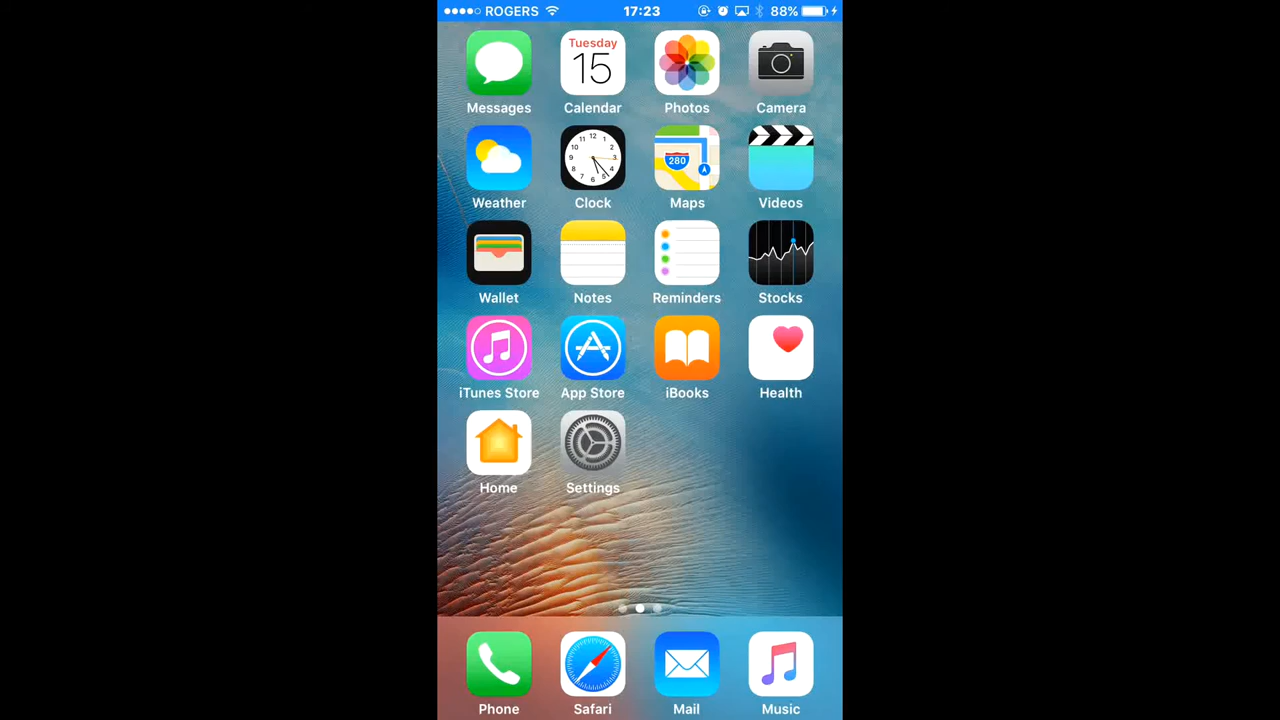 ROGERS 17:23 88%
Tuesday
15
Messages Calendar Photos Camera
280
Weather Clock Maps Videos
Wallet Notes Reminders Stocks
iTunes Store App Store iBooks Health
Home Settings
Phone Safari Mail Music